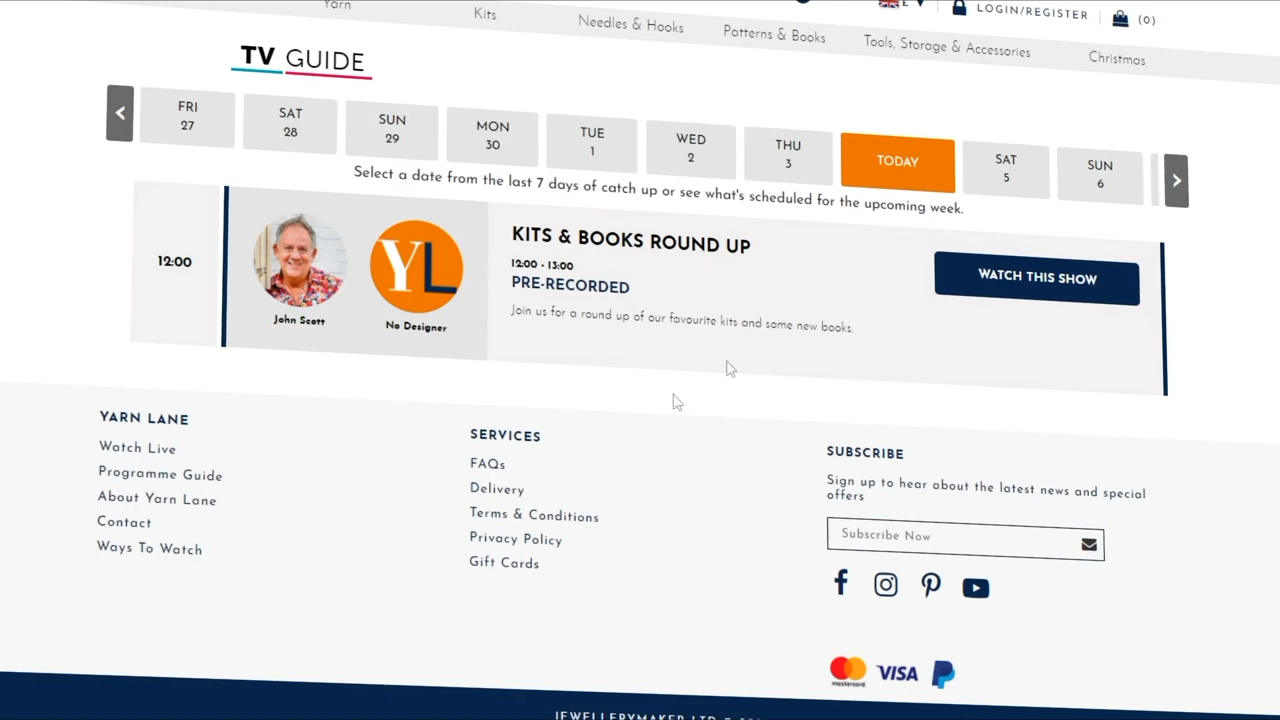 £
LOGIN/REGISTER
(0)
Yarn
Kits
Needles & Hooks
Patterns & Books
Tools, Storage & Accessories
Christmas
TV GUIDE
FRI
27
SAT
28
SUN
29
MON
30
TUE
1
WED
2
THU
3
TODAY
SAT
5
SUN
6
Select a date from the last 7 days of catch up or see what's scheduled for the upcoming week.
12:00
John Scott
YL
No Designer
KITS & BOOKS ROUND UP
12:00 - 13:00
PRE-RECORDED
Join us for a round up of our favourite kits and some new books.
WATCH THIS SHOW
YARN LANE
Watch Live
Programme Guide
About Yarn Lane
Contact
Ways To Watch
SERVICES
FAQs
Delivery
Terms & Conditions
Privacy Policy
Gift Cards
SUBSCRIBE
Sign up to hear about the latest news and special
offers
Subscribe Now
mastercard
VISA
JEWELLERYMAKER LTD